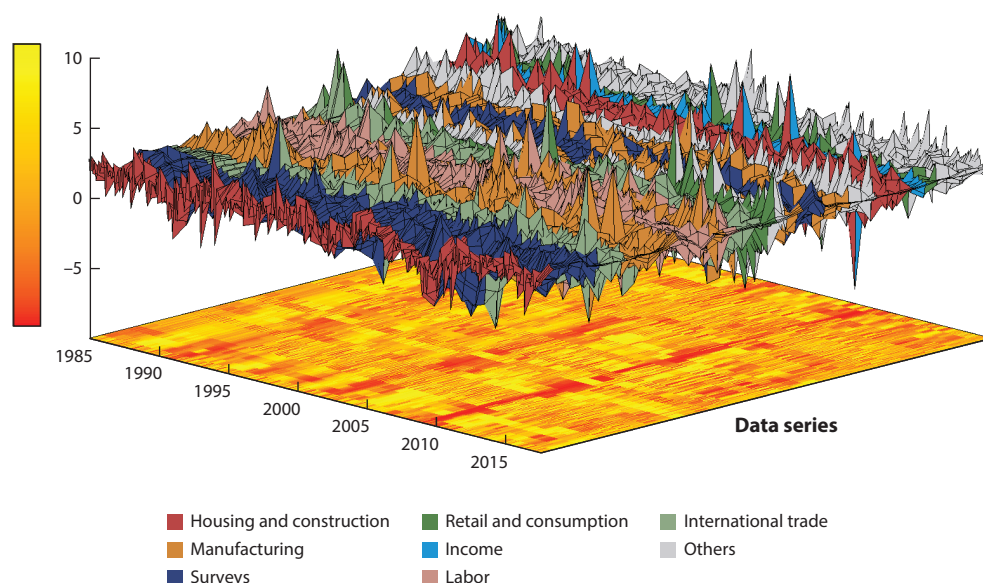 10
5
0
−5
1985
1990
1995
2000
2005
2010
2015
Data series
Housing and construction
Retail and consumption
International trade
Manufacturing
Income
Others
Surveys
Labor